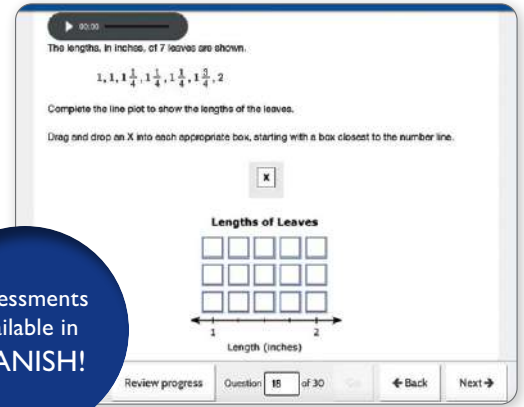 00:00
The lengths, in inches, of 7 leaves are shown.
1, 1, 1 1/4, 1 1/4, 1 1/4, 1 3/4, 2
Complete the line plot to show the lengths of the leaves.
Drag and drop an X into each appropriate box, starting with a box closest to the number line.
X
Lengths of Leaves
1 2
Length (inches)
essments
ilable in
ANISH!
Review progress Question 18 of 30 Go ← Back Next →